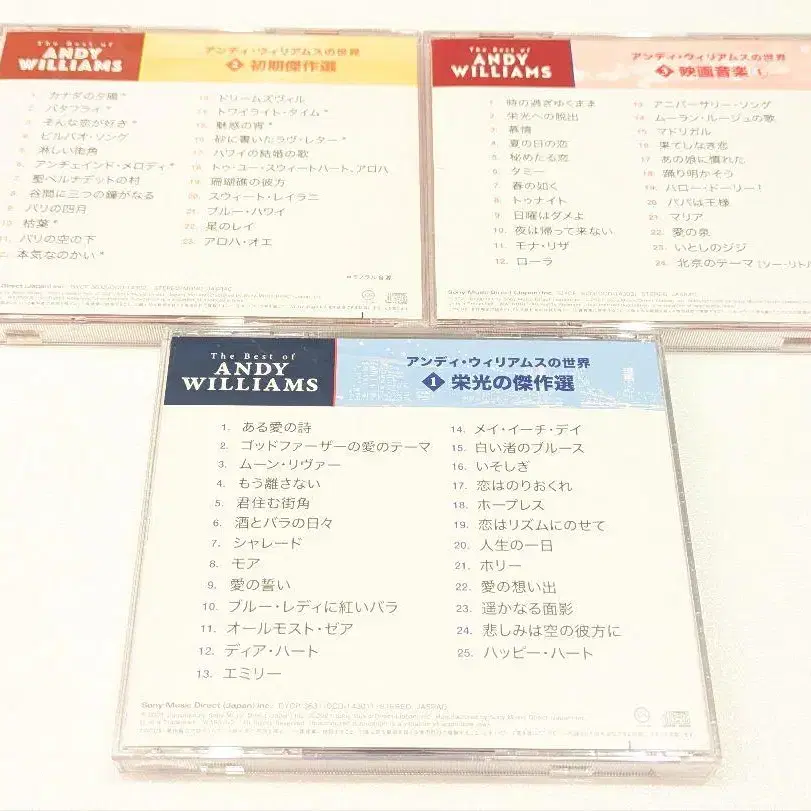 The Best of
ANDY
WILLIAMS
アンディ・ウィリアムスの世界
2 初期傑作選
カナダの夕陽*
バタフライ*
3. そんな恋が好き*
4. ビルバオ・ソング
5. 淋しい街角
6. アンチェインド・メロディ*
7. 聖ベルナデットの村
8. 谷間に三つの鐘がなる
9. パリの四月
10. 枯葉*
11. パリの空の下
本気なのかい*
13. ドリームズヴィル
14. トワイライト・タイム*
15. 魅惑の宵*
16. 砂に書いたラヴ・レター*
17. ハワイの結婚の歌
18. トゥ・ユー・スウィートハート、アロハ
19. 珊瑚礁の彼方
20. スウィート・レイラニ
21. ブルー・ハワイ
22. 星のレイ
23. アロハ・オエ
*モノラル音源
The Best of
ANDY
WILLIAMS
アンディ・ウィリアムスの世界
3 映画音楽
1. 時の過ぎゆくまま
2. 栄光への脱出
3. 慕情
4. 夏の日の恋
5. 秘めたる恋
6. タミー
7. 春の如く
8. トゥナイト
9. 日曜はダメよ
10. 夜は帰って来ない
11. モナ・リザ
12. ローラ
13. アニバーサリー・ソング
14. ムーラン・ルージュの歌
15. マドリガル
16. 果てしなき恋
17. あの娘に慣れた
18. 踊り明かそう
19. ハロー・ドーリー!
20. パパは王様
21. マリア
22. 愛の泉
23. いとしのジジ
24. 北京のテーマ
Sony Music Direct (Japan) Inc.
The Best of
ANDY
WILLIAMS
アンディ・ウィリアムスの世界
1 栄光の傑作選
1. ある愛の詩
2. ゴッドファーザーの愛のテーマ
3. ムーン・リヴァー
4. もう離さない
5. 君住む街角
6. 酒とバラの日々
7. シャレード
8. モア
9. 愛の誓い
10. ブルー・レディに紅いバラ
11. オールモスト・ゼア
12. ディア・ハート
13. エミリー
14. メイ・イーチ・デイ
15. 白い渚のブルース
16. いそしぎ
17. 恋はのりおくれ
18. ホープレス
19. 恋はリズムにのせて
20. 人生の一日
21. ホリー
22. 愛の想い出
23. 遥かなる面影
24. 悲しみは空の彼方に
25. ハッピー・ハート
Sony Music Direct (Japan) Inc.